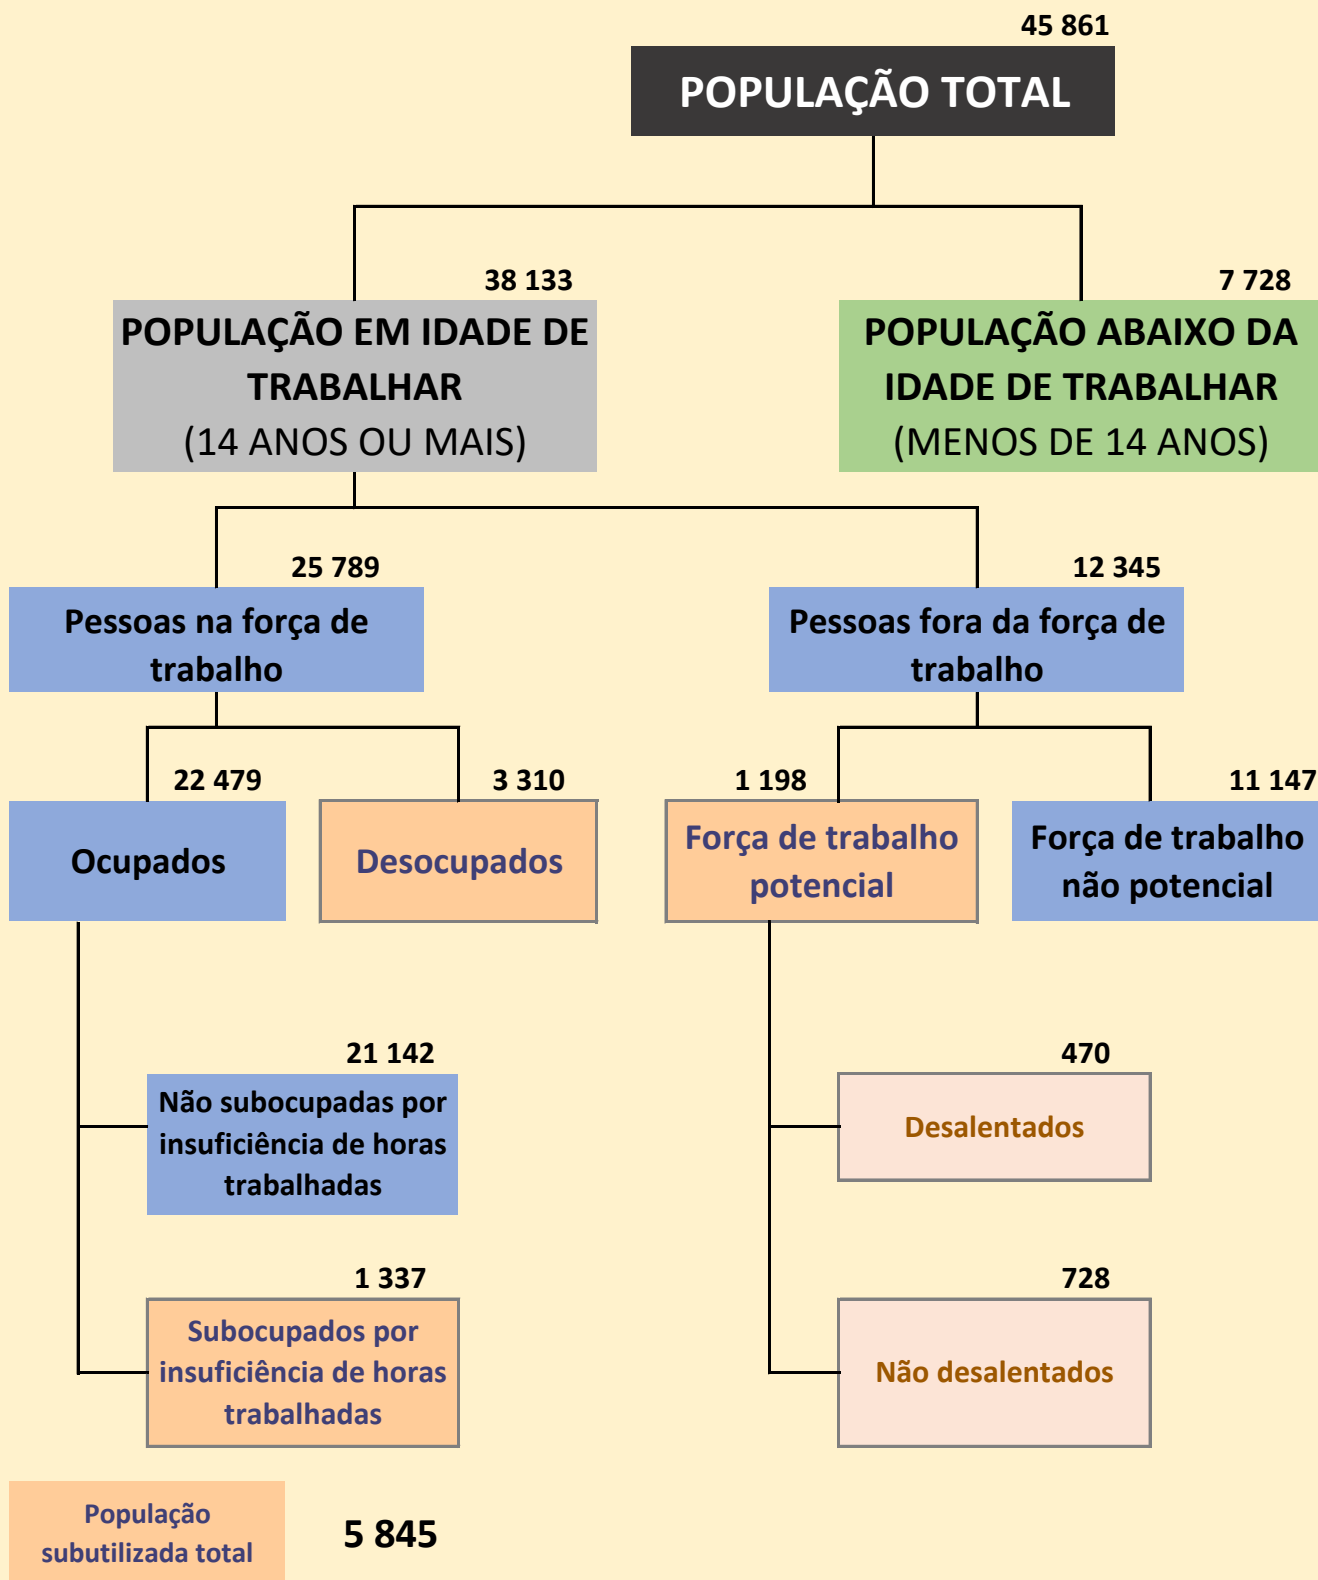 45 861
POPULAÇÃO TOTAL
38 133
POPULAÇÃO EM IDADE DE
TRABALHAR
(14 ANOS OU MAIS)
7 728
POPULAÇÃO ABAIXO DA
IDADE DE TRABALHAR
(MENOS DE 14 ANOS)
25 789
Pessoas na força de
trabalho
12 345
Pessoas fora da força de
trabalho
22 479
Ocupados
3 310
Desocupados
1 198
Força de trabalho
potencial
11 147
Força de trabalho
não potencial
21 142
Não subocupadas por
insuficiência de horas
trabalhadas
470
Desalentados
1 337
Subocupados por
insuficiência de horas
trabalhadas
728
Não desalentados
População
subutilizada total
5 845